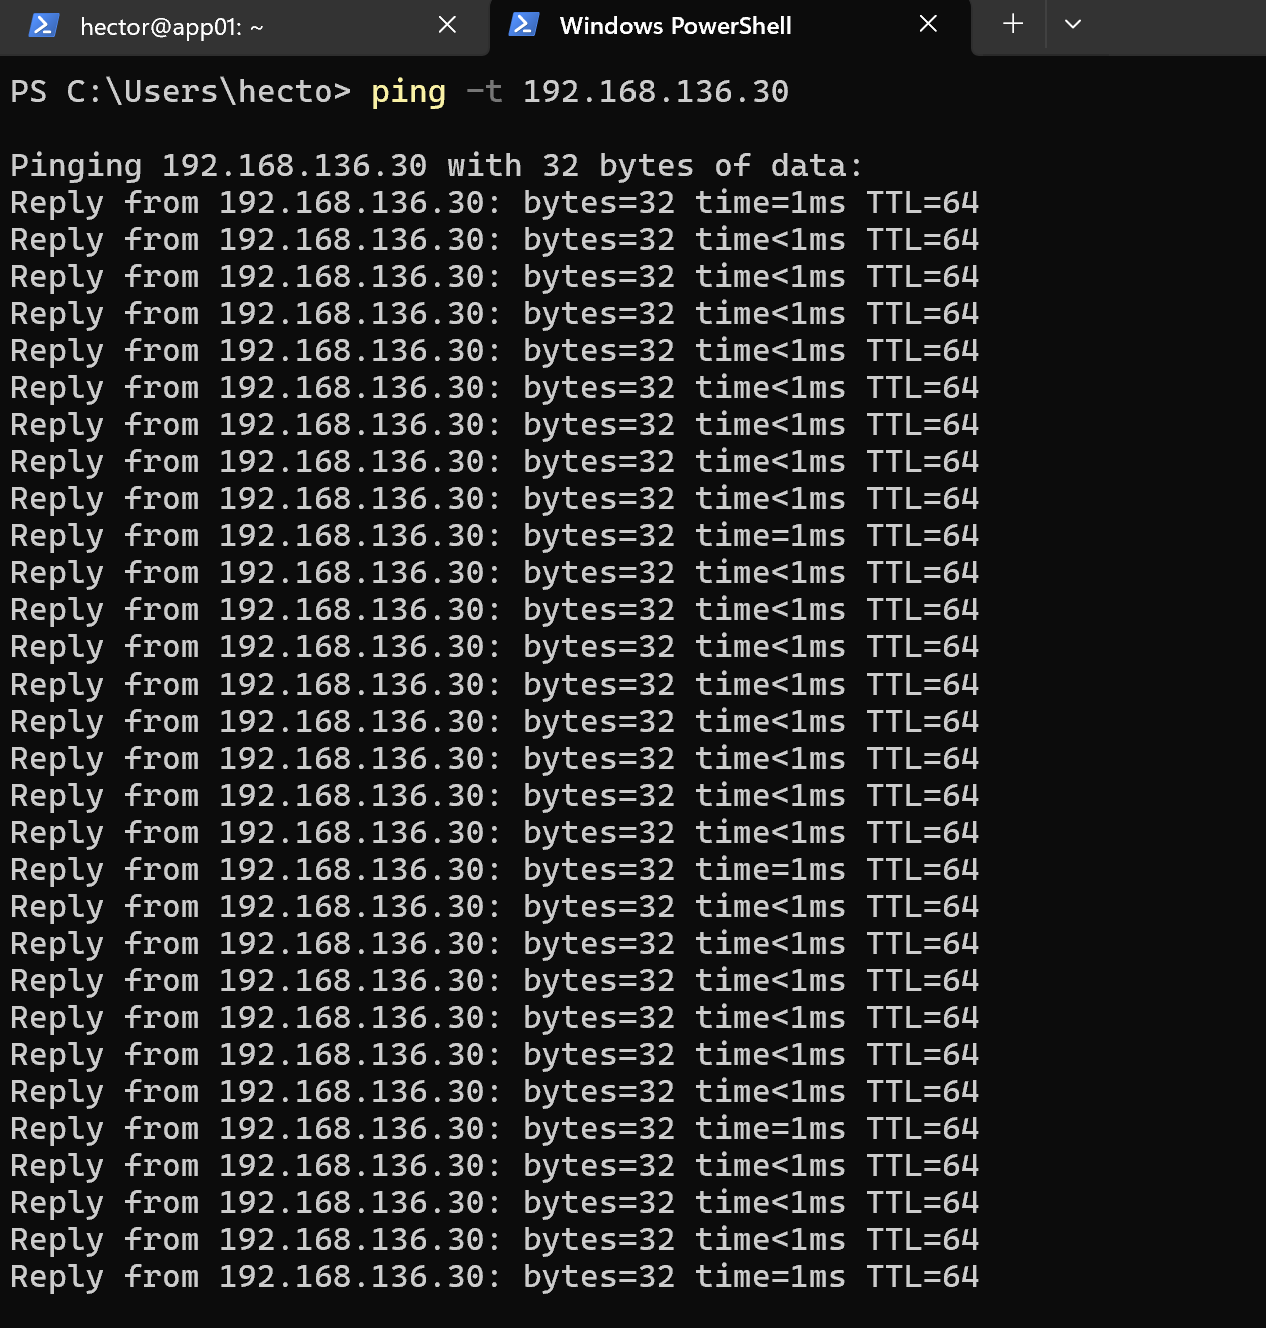 hector@app01: ~
Windows PowerShell
PS C:\Users\hecto> ping -t 192.168.136.30
Pinging 192.168.136.30 with 32 bytes of data:
Reply from 192.168.136.30: bytes=32 time=1ms TTL=64
Reply from 192.168.136.30: bytes=32 time<1ms TTL=64
Reply from 192.168.136.30: bytes=32 time<1ms TTL=64
Reply from 192.168.136.30: bytes=32 time<1ms TTL=64
Reply from 192.168.136.30: bytes=32 time<1ms TTL=64
Reply from 192.168.136.30: bytes=32 time<1ms TTL=64
Reply from 192.168.136.30: bytes=32 time<1ms TTL=64
Reply from 192.168.136.30: bytes=32 time<1ms TTL=64
Reply from 192.168.136.30: bytes=32 time<1ms TTL=64
Reply from 192.168.136.30: bytes=32 time=1ms TTL=64
Reply from 192.168.136.30: bytes=32 time<1ms TTL=64
Reply from 192.168.136.30: bytes=32 time<1ms TTL=64
Reply from 192.168.136.30: bytes=32 time<1ms TTL=64
Reply from 192.168.136.30: bytes=32 time<1ms TTL=64
Reply from 192.168.136.30: bytes=32 time<1ms TTL=64
Reply from 192.168.136.30: bytes=32 time<1ms TTL=64
Reply from 192.168.136.30: bytes=32 time<1ms TTL=64
Reply from 192.168.136.30: bytes=32 time<1ms TTL=64
Reply from 192.168.136.30: bytes=32 time=1ms TTL=64
Reply from 192.168.136.30: bytes=32 time<1ms TTL=64
Reply from 192.168.136.30: bytes=32 time<1ms TTL=64
Reply from 192.168.136.30: bytes=32 time<1ms TTL=64
Reply from 192.168.136.30: bytes=32 time<1ms TTL=64
Reply from 192.168.136.30: bytes=32 time<1ms TTL=64
Reply from 192.168.136.30: bytes=32 time<1ms TTL=64
Reply from 192.168.136.30: bytes=32 time=1ms TTL=64
Reply from 192.168.136.30: bytes=32 time<1ms TTL=64
Reply from 192.168.136.30: bytes=32 time<1ms TTL=64
Reply from 192.168.136.30: bytes=32 time<1ms TTL=64
Reply from 192.168.136.30: bytes=32 time=1ms TTL=64